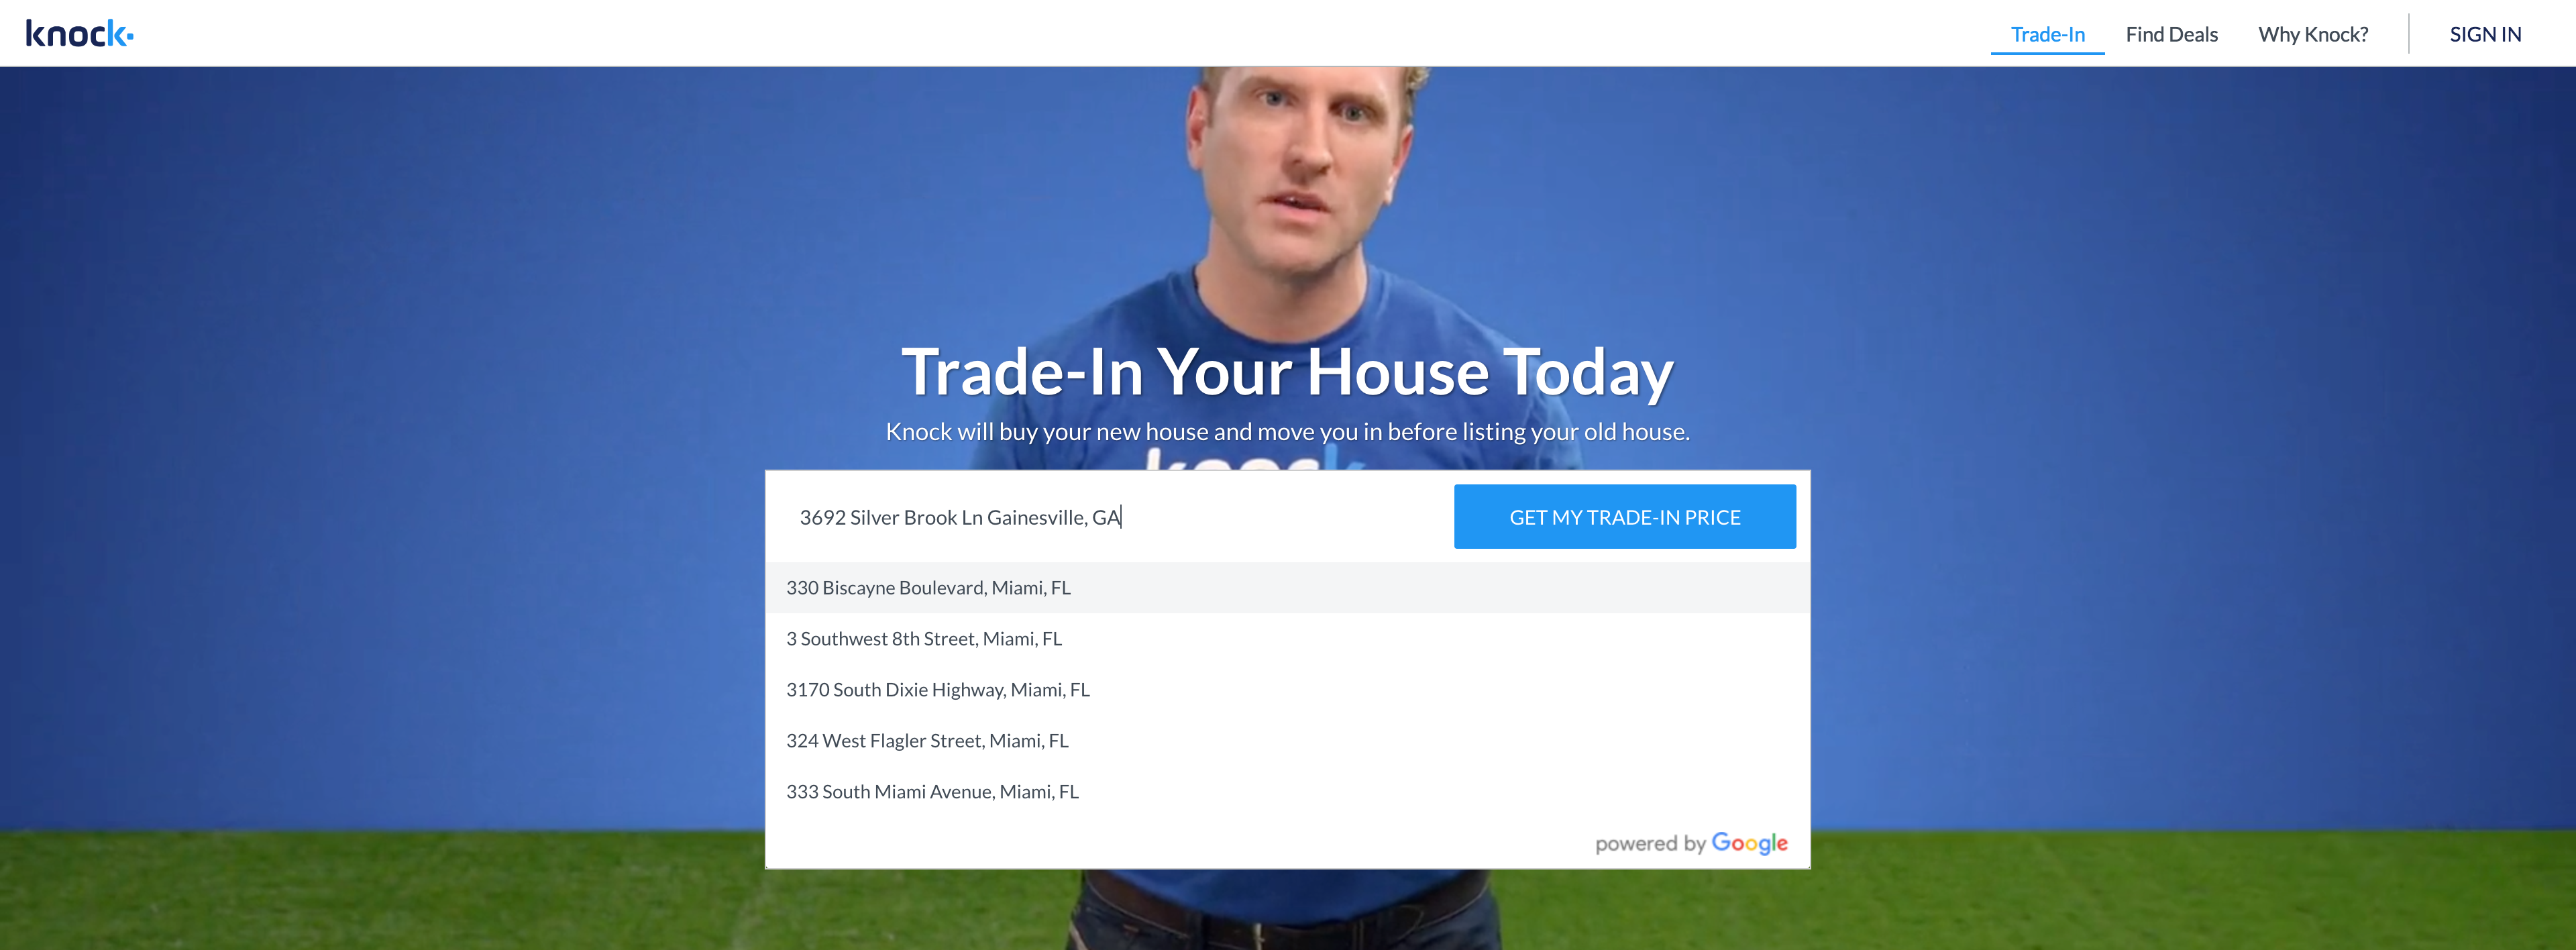 knock
Trade-In
Find Deals
Why Knock?
SIGN IN
Trade-In Your House Today
Knock will buy your new house and move you in before listing your old house.
knock
3692 Silver Brook Ln Gainesville, GA
GET MY TRADE-IN PRICE
330 Biscayne Boulevard, Miami, FL
3 Southwest 8th Street, Miami, FL
3170 South Dixie Highway, Miami, FL
324 West Flagler Street, Miami, FL
333 South Miami Avenue, Miami, FL
powered by Google